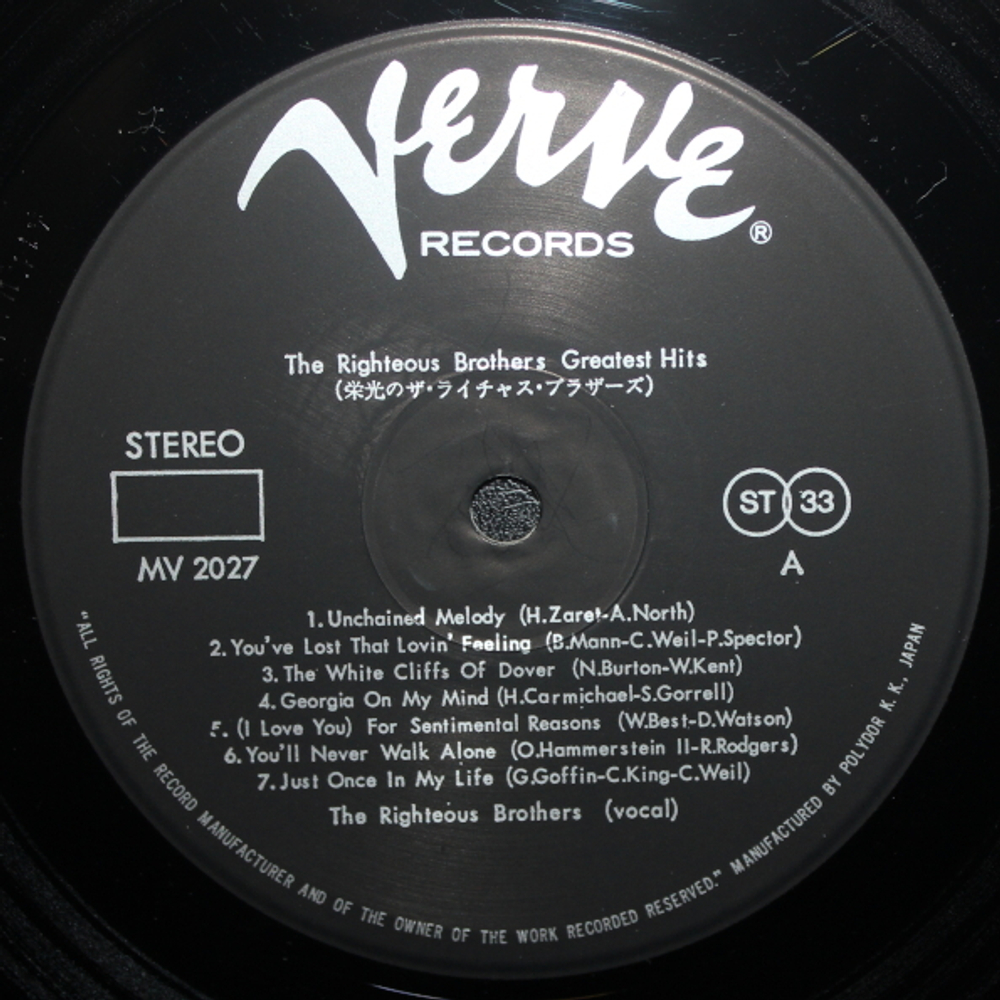 Verve
RECORDS ®
The Righteous Brothers Greatest Hits
(栄光のザ・ライチャス・ブラザーズ)
STEREO
MV 2027
ST 33
A
1. Unchained Melody (H.Zaret-A.North)
2. You've Lost That Lovin' Feeling (B.Mann-C.Weil-P.Spector)
3. The White Cliffs Of Dover (N.Burton-W.Kent)
4. Georgia On My Mind (H.Carmichael-S.Gorrell)
5. (I Love You) For Sentimental Reasons (W.Best-D.Watson)
6. You'll Never Walk Alone (O.Hammerstein II-R.Rodgers)
7. Just Once In My Life (G.Goffin-C.King-C.Weil)
The Righteous Brothers (vocal)
"ALL RIGHTS OF THE RECORD MANUFACTURER AND OF THE OWNER OF THE WORK RECORDED RESERVED." MANUFACTURED BY POLYDOR K.K., JAPAN